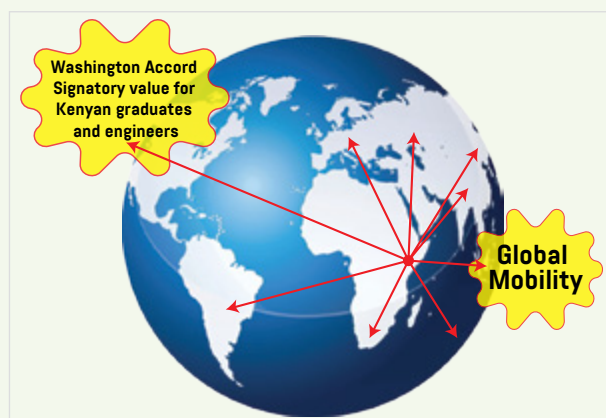 Washington Accord
Signatory value for
Kenyan graduates
and engineers
Global
Mobility